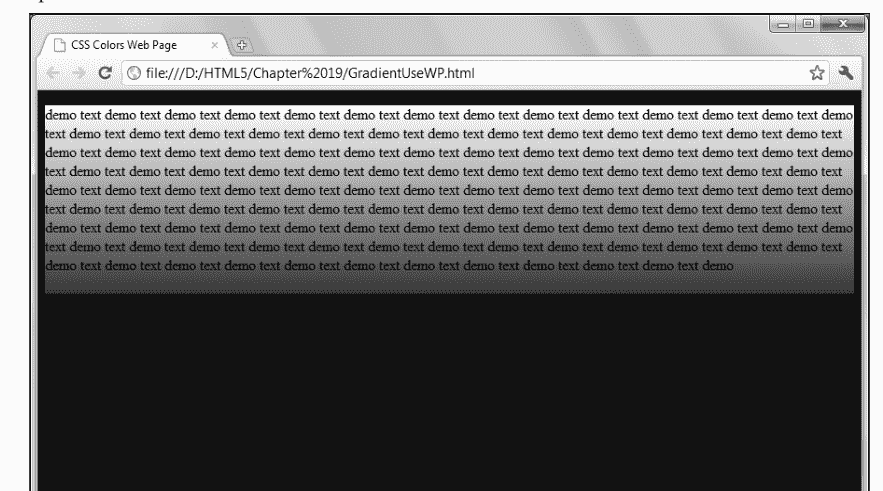 CSS Colors Web Page
file:///D:/HTML5/Chapter%2019/GradientUseWP.html
demo text demo text demo text demo text demo text demo text demo text demo text demo text demo text demo text demo text demo text demo
text demo text demo text demo text demo text demo text demo text demo text demo text demo text demo text demo text demo text demo text
demo text demo text demo text demo text demo text demo text demo text demo text demo text demo text demo text demo text demo text demo
text demo text demo text demo text demo text demo text demo text demo text demo text demo text demo text demo text demo text demo text
demo text demo text demo text demo text demo text demo text demo text demo text demo text demo text demo text demo text demo text demo
text demo text demo text demo text demo text demo text demo text demo text demo text demo text demo text demo text demo text demo text
demo text demo text demo text demo text demo text demo text demo text demo text demo text demo text demo text demo text demo text demo
text demo text demo text demo text demo text demo text demo text demo text demo text demo text demo text demo text demo text demo text
demo text demo text demo text demo text demo text demo text demo text demo text demo text demo text demo text demo